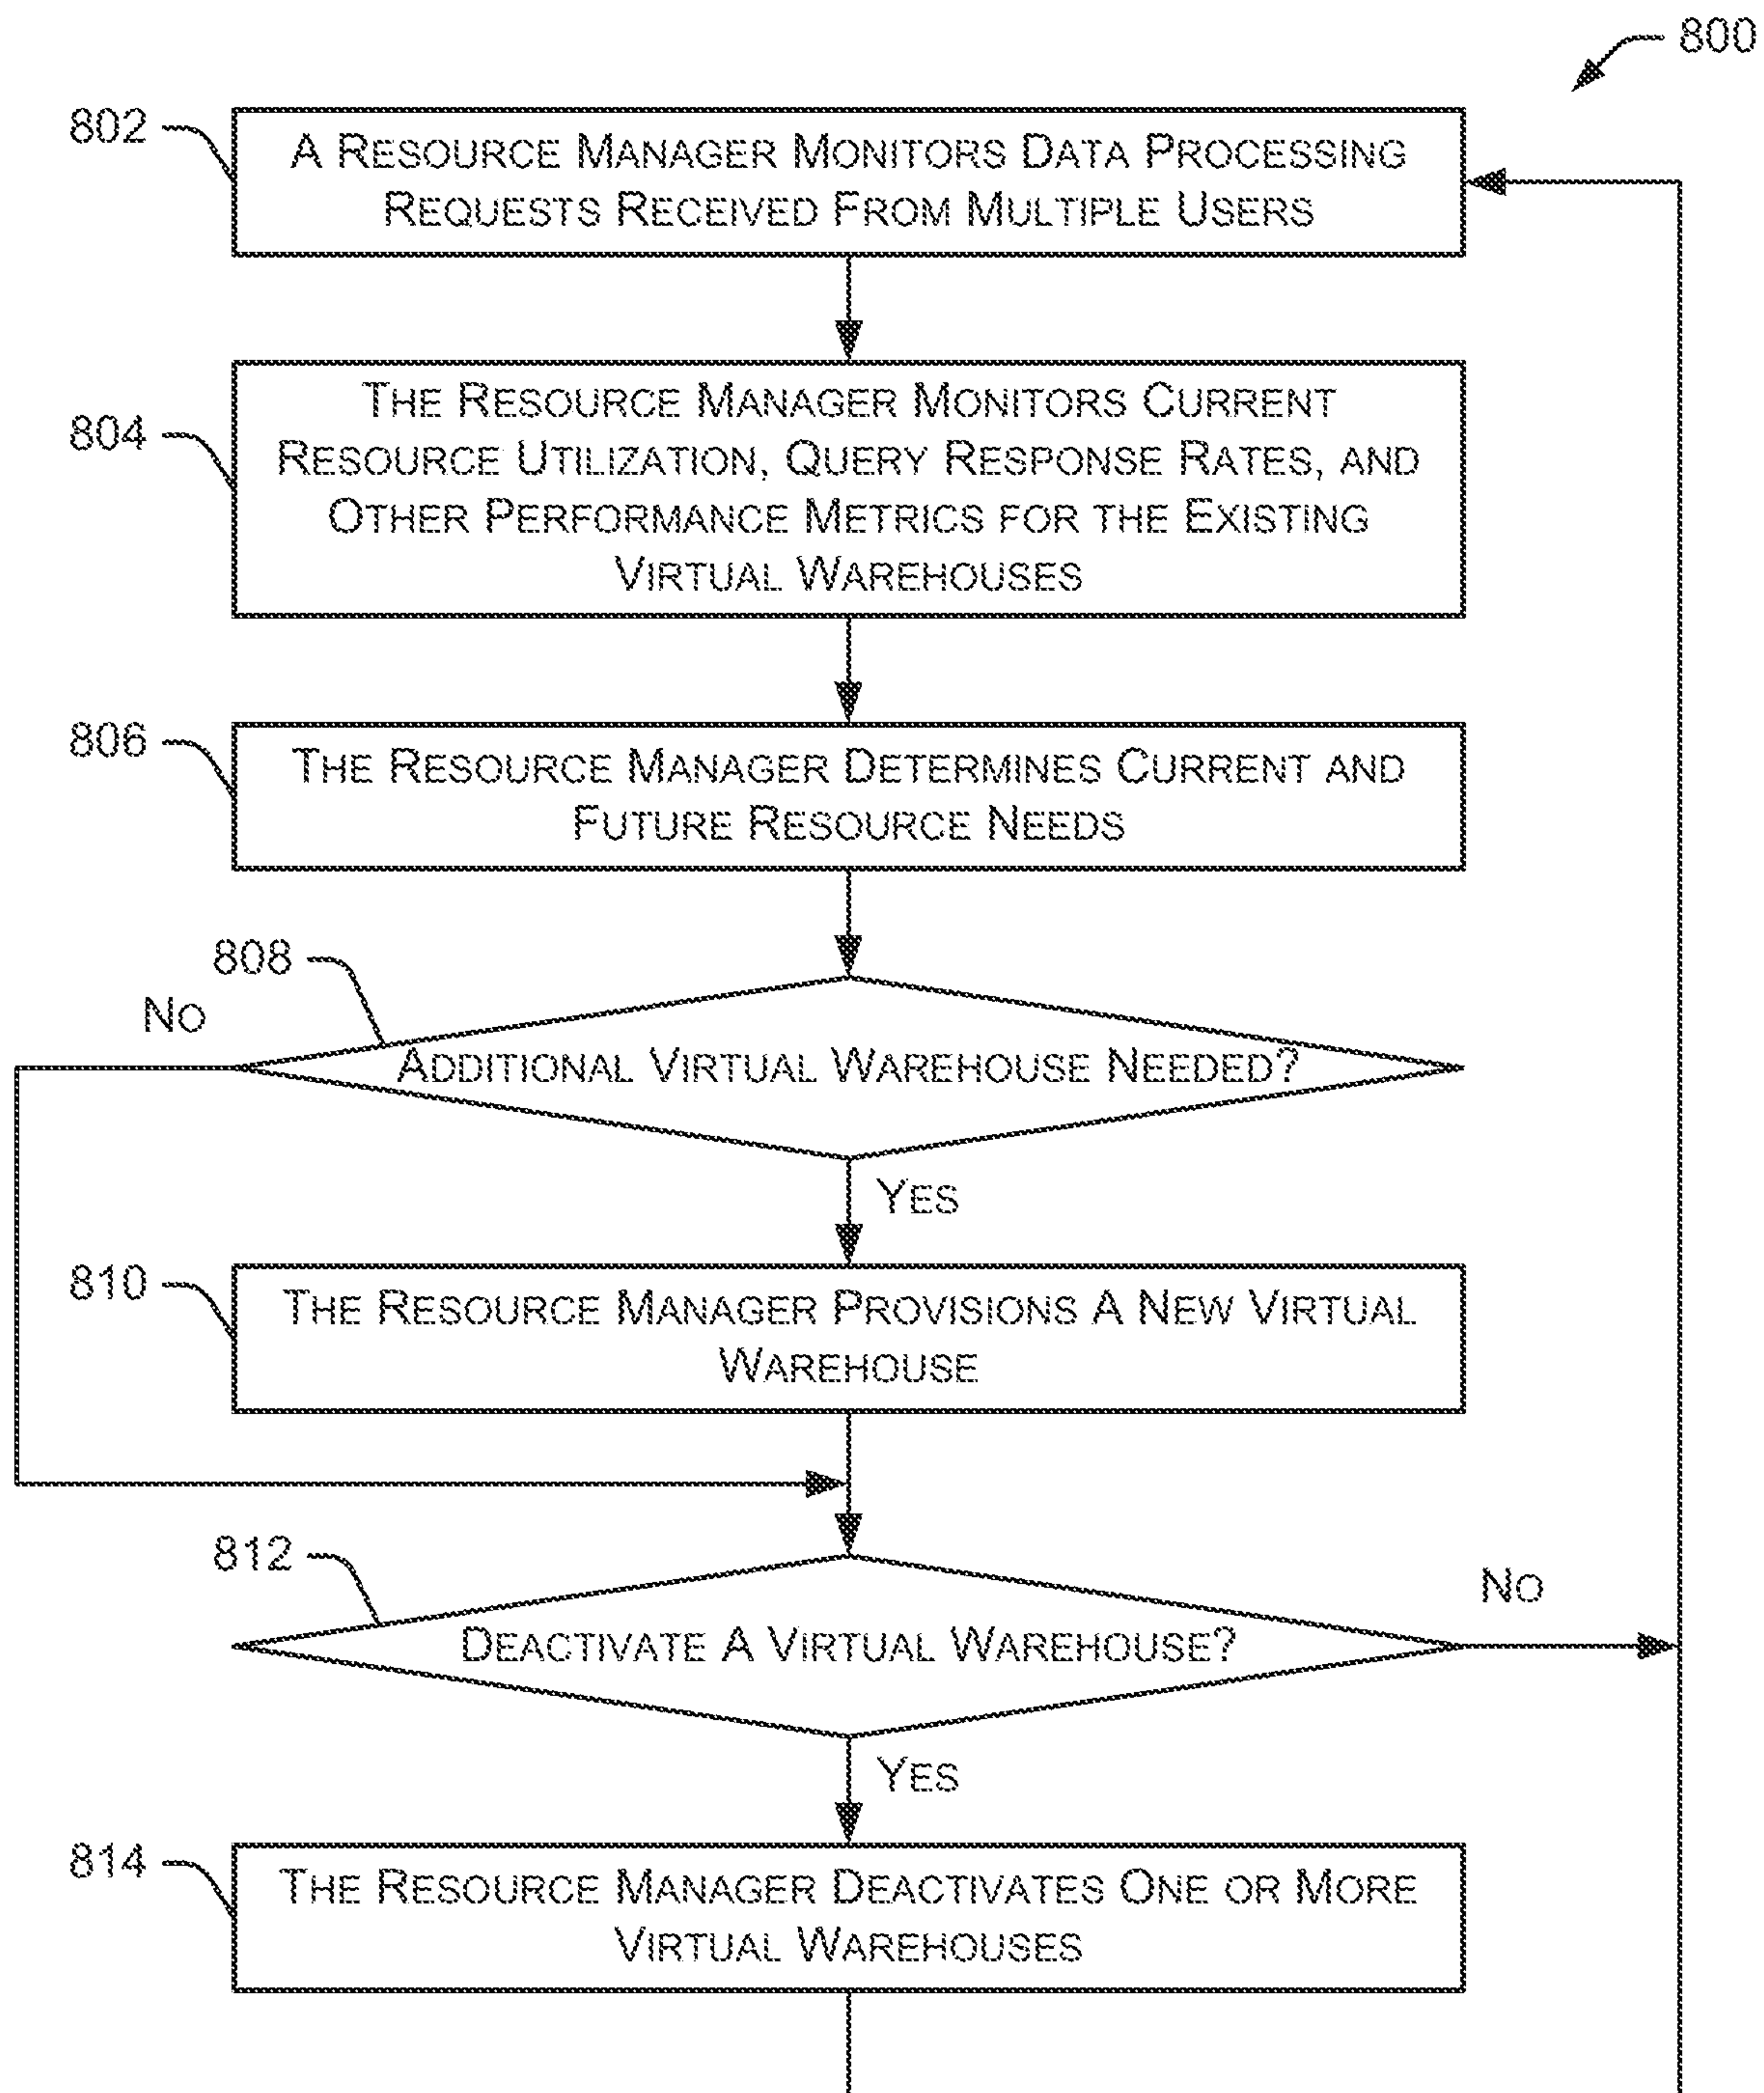 800
802
A RESOURCE MANAGER MONITORS DATA PROCESSING
REQUESTS RECEIVED FROM MULTIPLE USERS
804
THE RESOURCE MANAGER MONITORS CURRENT
RESOURCE UTILIZATION, QUERY RESPONSE RATES, AND
OTHER PERFORMANCE METRICS FOR THE EXISTING
VIRTUAL WAREHOUSES
806
THE RESOURCE MANAGER DETERMINES CURRENT AND
FUTURE RESOURCE NEEDS
808
NO
ADDITIONAL VIRTUAL WAREHOUSE NEEDED?
YES
810
THE RESOURCE MANAGER PROVISIONS A NEW VIRTUAL
WAREHOUSE
812
NO
DEACTIVATE A VIRTUAL WAREHOUSE?
YES
814
THE RESOURCE MANAGER DEACTIVATES ONE OR MORE
VIRTUAL WAREHOUSES